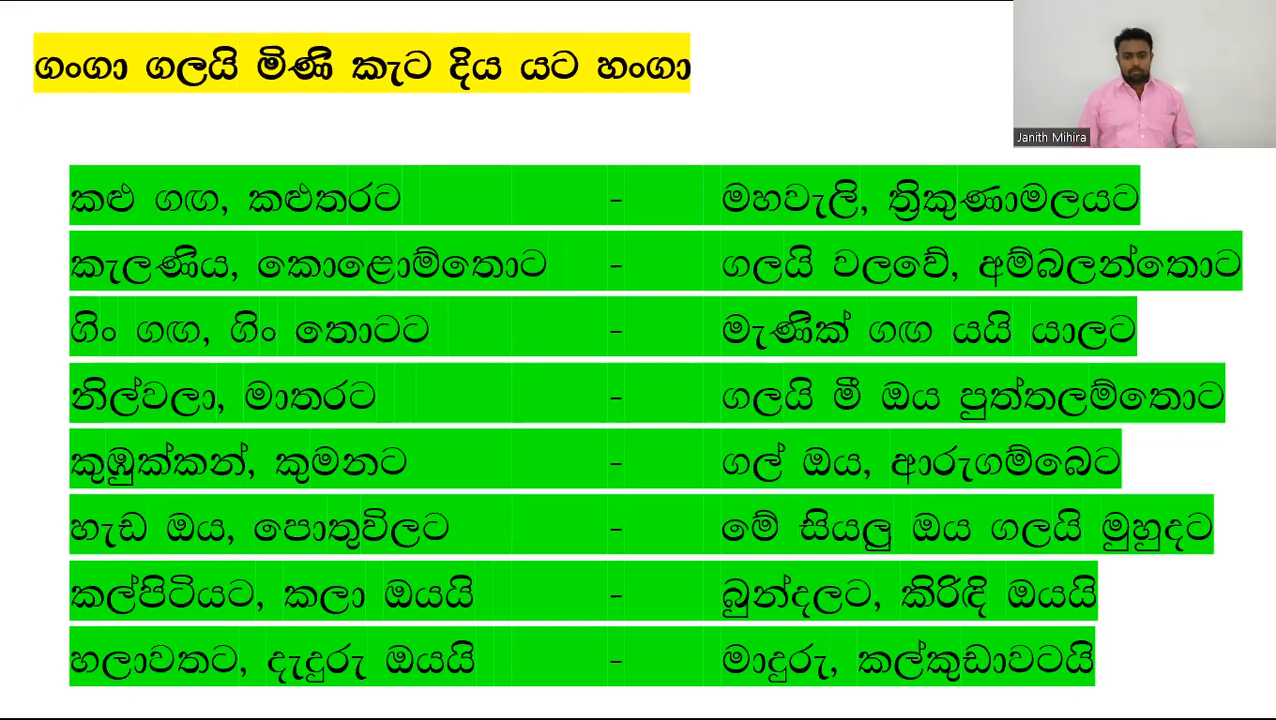 ගංගා ගලයි මිණි කැට දිය යට හංගා
Janith Mihira
කළු ගඟ, කළුතරට - මහවැලි, ත්‍රිකුණාමලයට
කැලණිය, කොළොම්තොට - ගලයි වලවේ, අම්බලන්තොට
ගිං ගඟ, ගිං තොටට - මැණික් ගඟ යයි යාලට
නිල්වලා, මාතරට - ගලයි මී ඔය පුත්තලම්තොට
කුඹුක්කන්, කුමනට - ගල් ඔය, ආරුගම්බෙට
හැඩ ඔය, පොතුවිලට - මේ සියලු ඔය ගලයි මුහුදට
කල්පිටියට, කලා ඔයයි - බුන්දලට, කිරිඳි ඔයයි
හලාවතට, දැදුරු ඔයයි - මාදුරු, කල්කුඩාවටයි